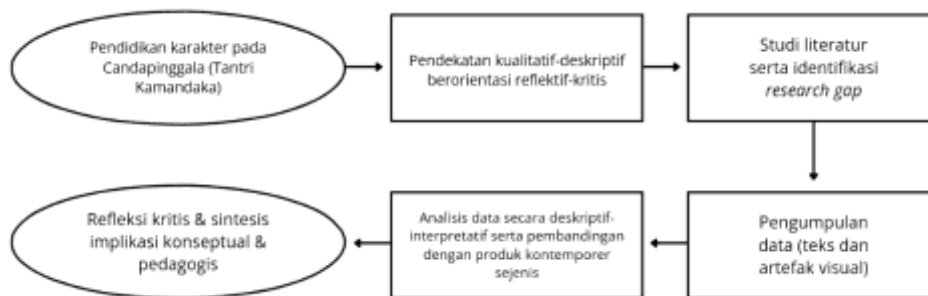 Pendidikan karakter pada
Candapinggala (Tantri
Kamandaka)
Pendekatan kualitatif-deskriptif
berorientasi reflektif-kritis
Studi literatur
serta identifikasi
research gap
Pengumpulan
data (teks dan
artefak visual)
Analisis data secara deskriptif-
interpretatif serta pembandingan
dengan produk kontemporer
sejenis
Refleksi kritis & sintesis
implikasi konseptual &
pedagogis